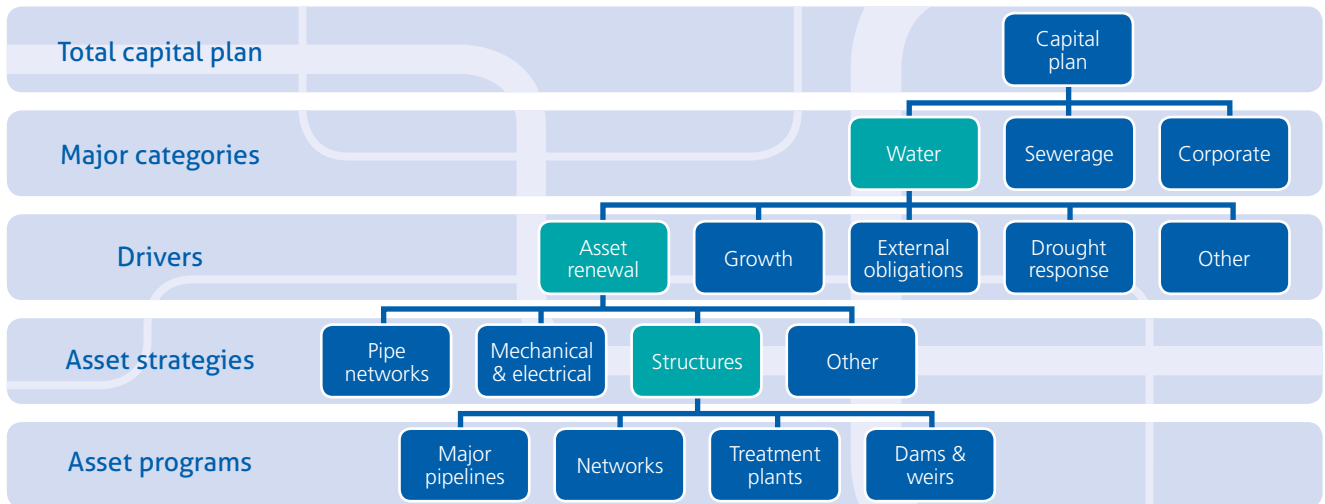 Total capital plan
Capital
plan
Major categories
Water
Sewerage
Corporate
Drivers
Asset
renewal
Growth
External
obligations
Drought
response
Other
Asset strategies
Pipe
networks
Mechanical
& electrical
Structures
Other
Asset programs
Major
pipelines
Networks
Treatment
plants
Dams &
weirs